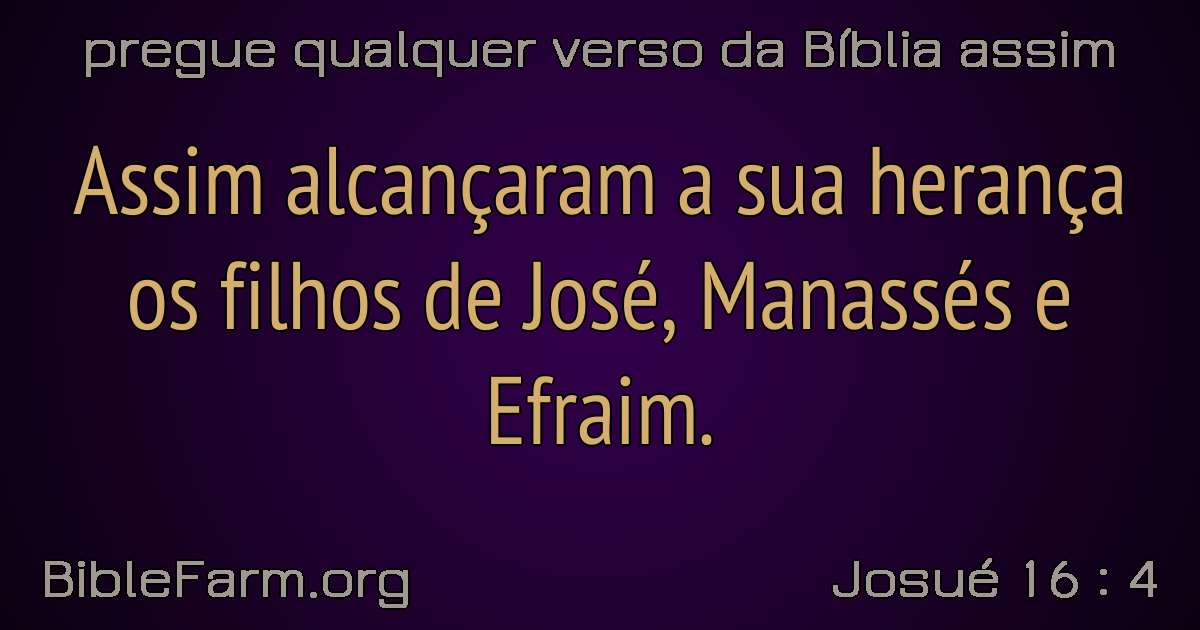 pregue qualquer verso da Bíblia assim
Assim alcançaram a sua herança
os filhos de José, Manassés e
Efraim.
BibleFarm.org
Josué 16 : 4